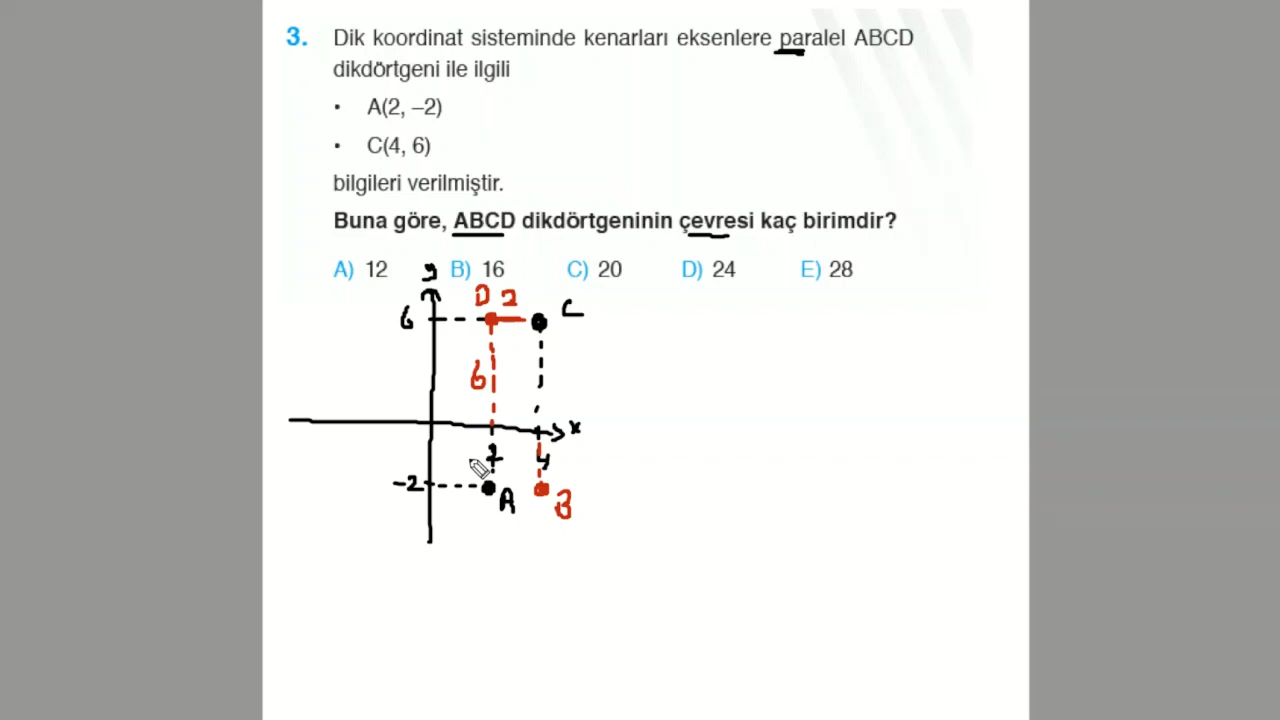 3. Dik koordinat sisteminde kenarları eksenlere paralel ABCD
dikdörtgeni ile ilgili
• A(2, –2)
• C(4, 6)
bilgileri verilmiştir.
Buna göre, ABCD dikdörtgeninin çevresi kaç birimdir?
A) 12 B) 16 C) 20 D) 24 E) 28
y
D 2 C
6
6
x
2 4
-2
A B